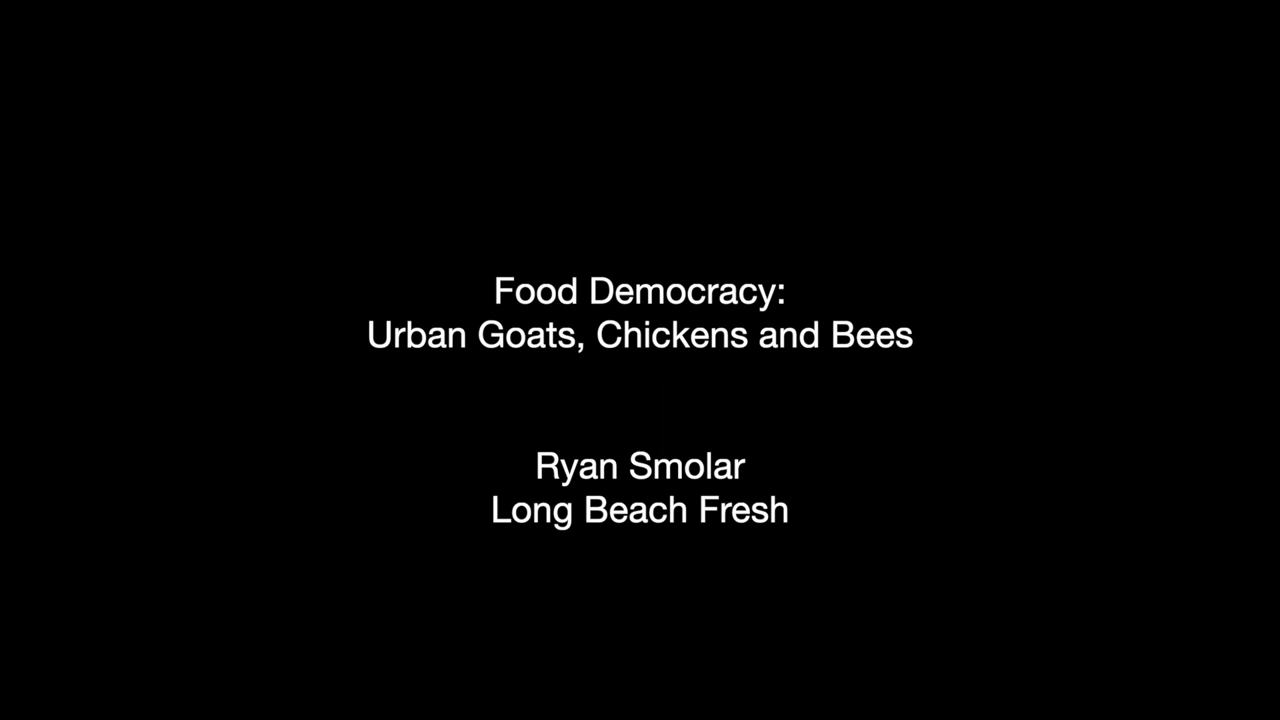 Food Democracy:
Urban Goats, Chickens and Bees
Ryan Smolar
Long Beach Fresh